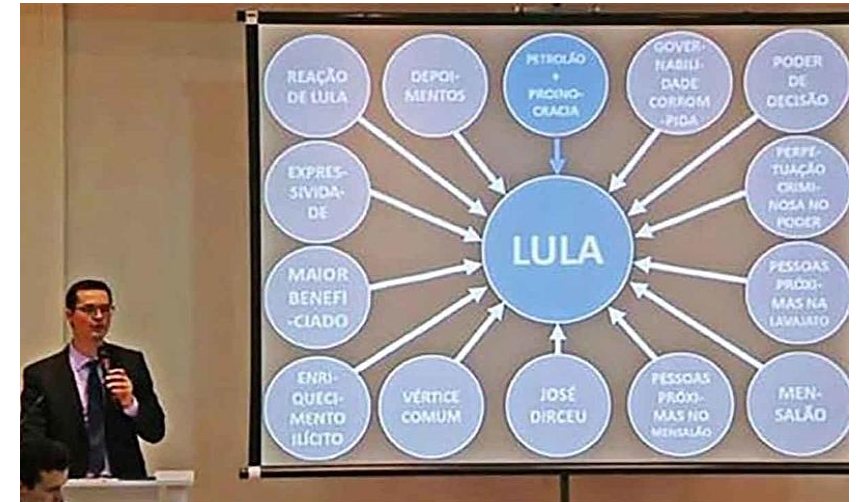 REAÇÃO
DE LULA
DEPOI-
MENTOS
PETROLÃO
+
PROPINO-
CRACIA
GOVER-
NABILI-
DADE
CORROM
-PIDA
PODER
DE
DECISÃO
EXPRES-
SIVIDA-
DE
PERPE-
TUAÇÃO
CRIMI-
NOSA NO
PODER
LULA
MAIOR
BENEFI
-CIADO
PESSOAS
PRÓXI-
MAS NA
LAVAJATO
ENRI-
QUECI-
MENTO
ILÍCITO
VÉRTICE
COMUM
JOSÉ
DIRCEU
PESSOAS
PRÓXI-
MAS NO
MENSALÃO
MEN-
SALÃO